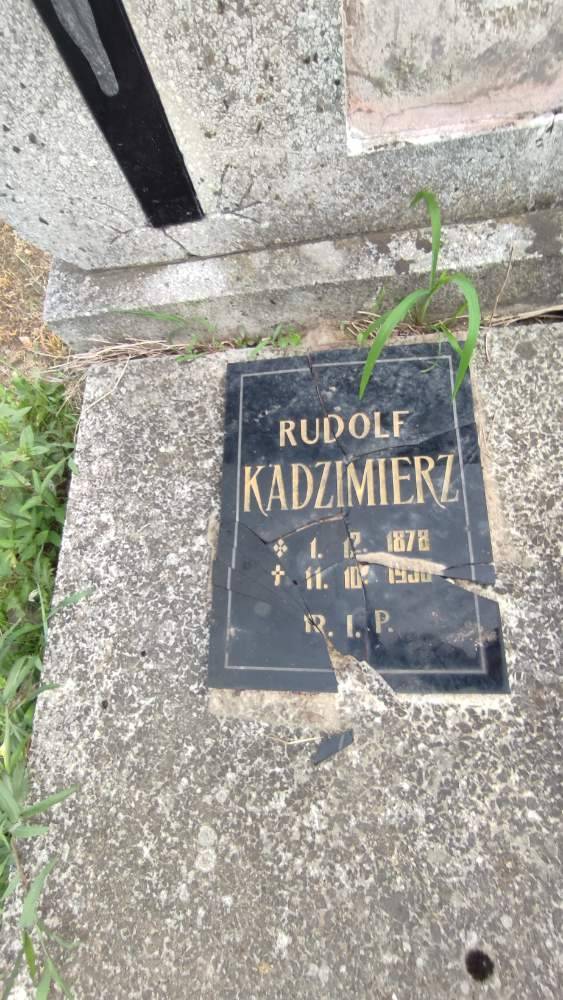 RUDOLF
KADZIMIERZ
1. 12. 1878
† 11. 10.
R. I. P.